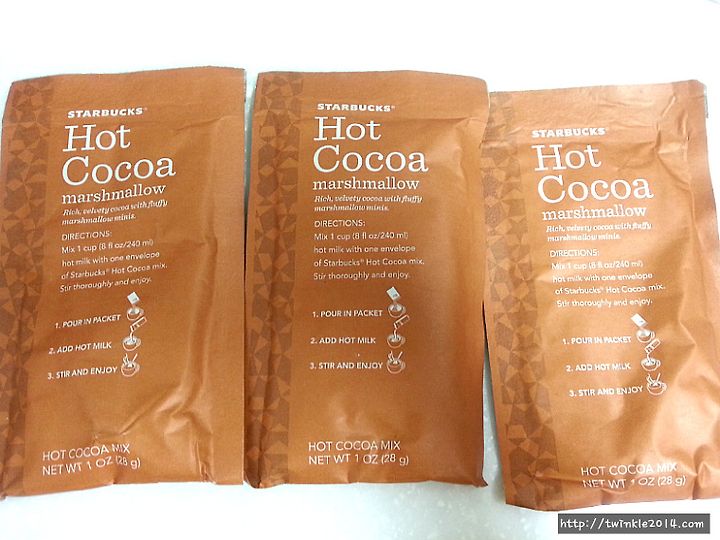 STARBUCKS®
Hot
Cocoa
marshmallow
Rich, velvety cocoa with fluffy
marshmallow minis.
DIRECTIONS:
Mix 1 cup (8 fl oz/240 ml)
hot milk with one envelope
of Starbucks® Hot Cocoa mix.
Stir thoroughly and enjoy.
1. POUR IN PACKET
2. ADD HOT MILK
3. STIR AND ENJOY
HOT COCOA MIX
NET WT 1 OZ (28 g)
STARBUCKS®
Hot
Cocoa
marshmallow
Rich, velvety cocoa with fluffy
marshmallow minis.
DIRECTIONS:
Mix 1 cup (8 fl oz/240 ml)
hot milk with one envelope
of Starbucks® Hot Cocoa mix.
Stir thoroughly and enjoy.
1. POUR IN PACKET
2. ADD HOT MILK
3. STIR AND ENJOY
HOT COCOA MIX
NET WT 1 OZ (28 g)
STARBUCKS®
Hot
Cocoa
marshmallow
Rich, velvety cocoa with fluffy
marshmallow minis.
DIRECTIONS:
Mix 1 cup (8 fl oz/240 ml)
hot milk with one envelope
of Starbucks® Hot Cocoa mix.
Stir thoroughly and enjoy.
1. POUR IN PACKET
2. ADD HOT MILK
3. STIR AND ENJOY
HOT COCOA MIX
NET WT 1 OZ (28 g)
http://twinkle2014.com